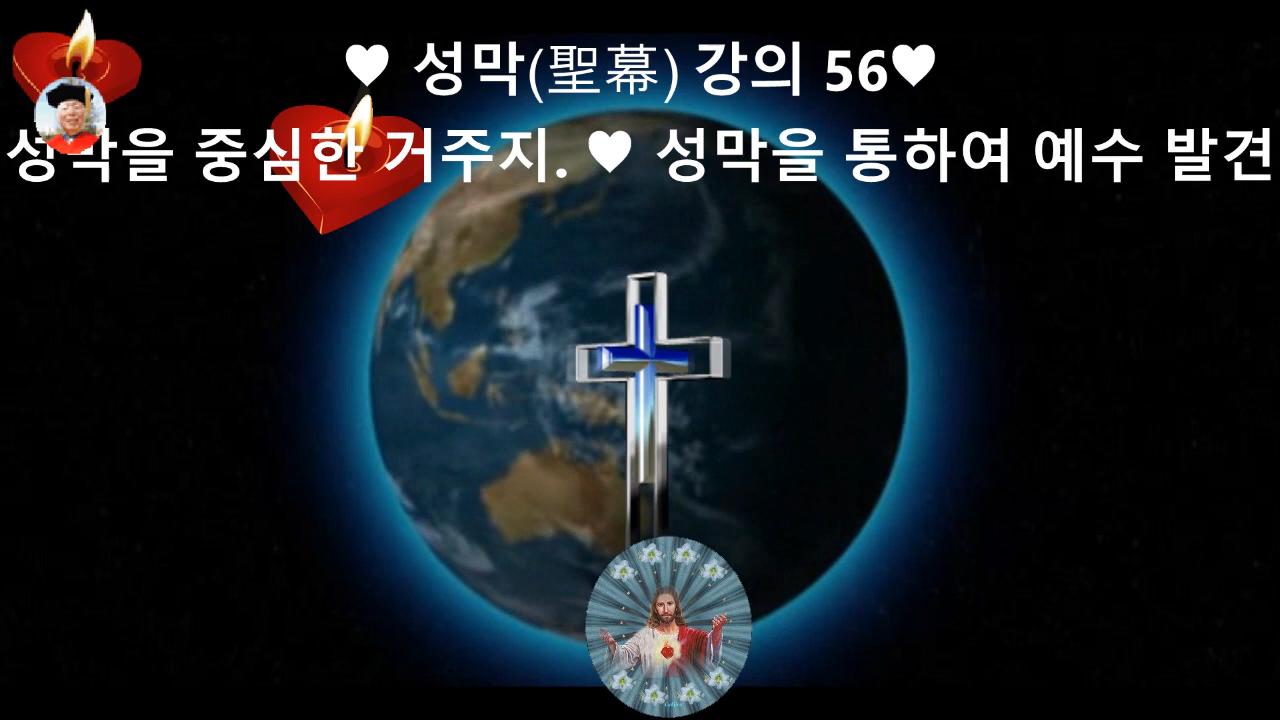 ♥ 성막(聖幕) 강의 56♥
성막을 중심한 거주지. ♥ 성막을 통하여 예수 발견